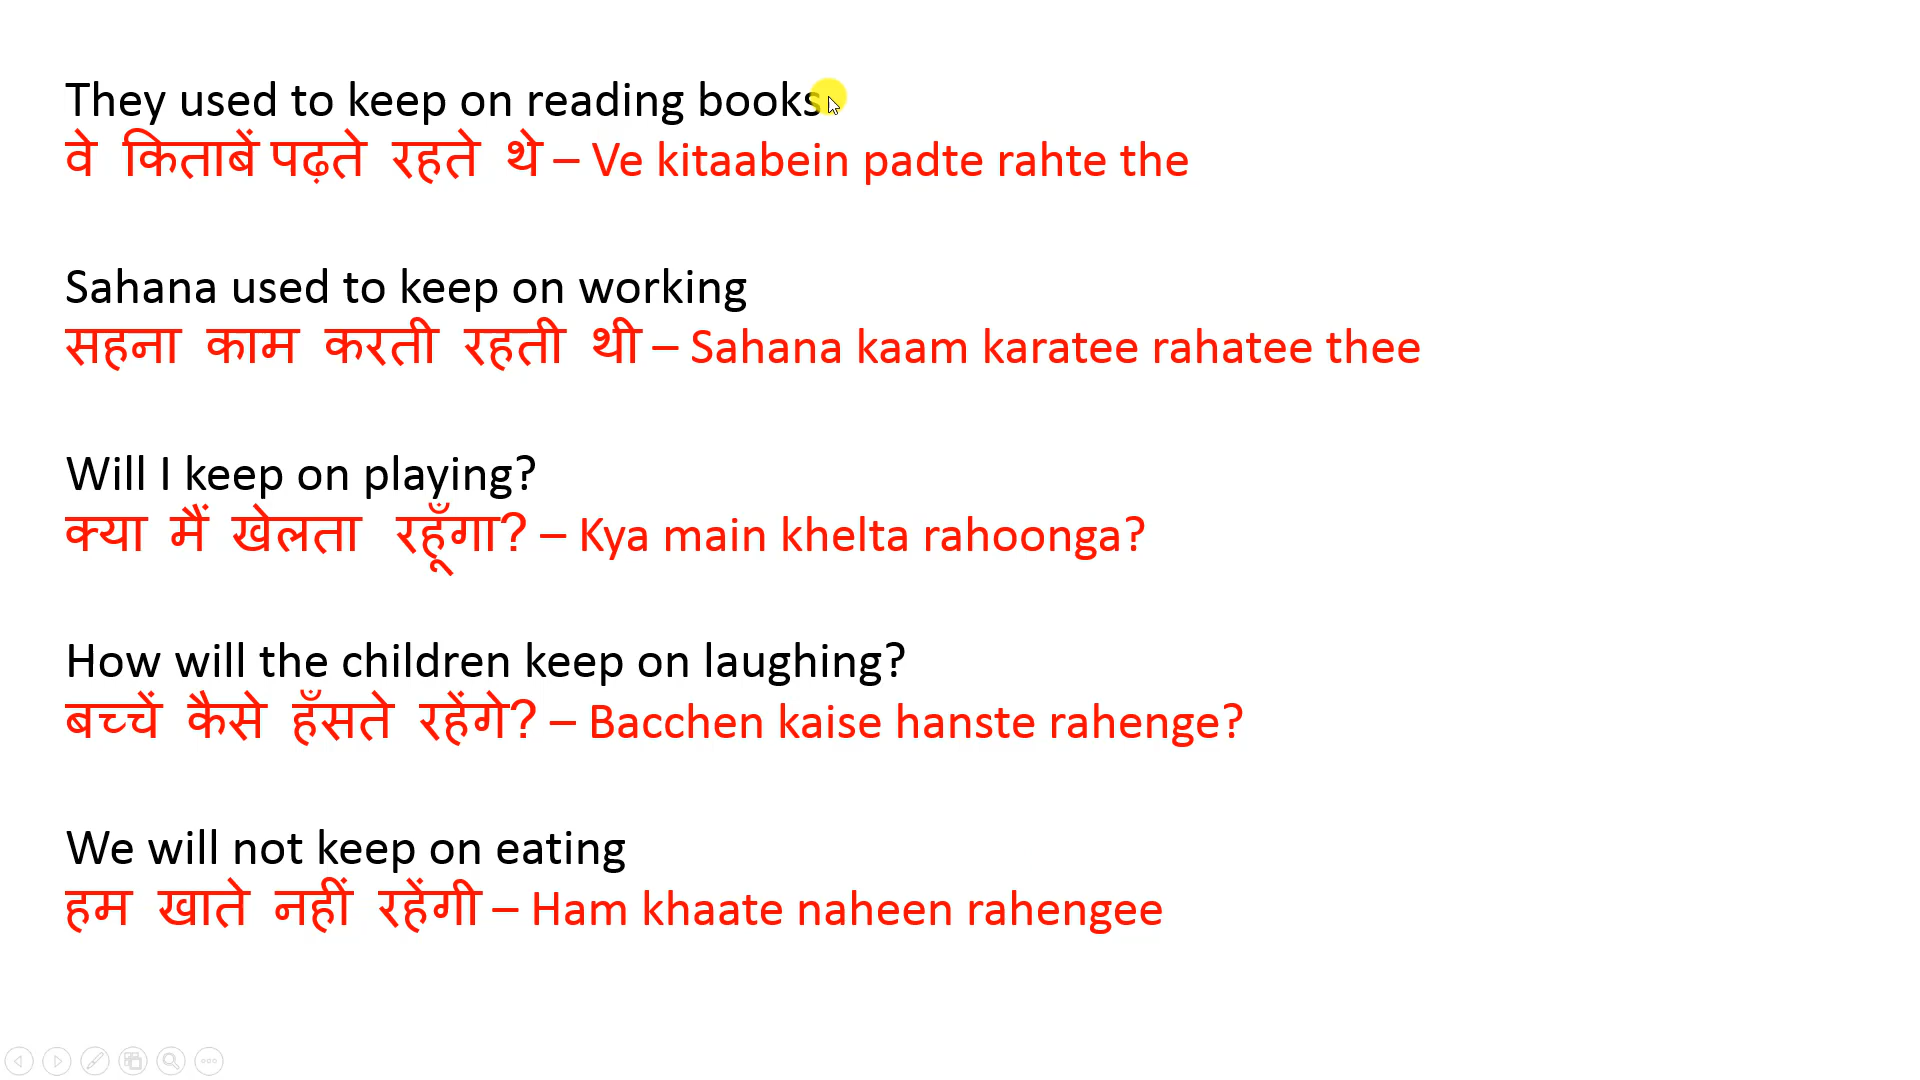 They used to keep on reading books
वे किताबें पढ़ते रहते थे – Ve kitaabein padte rahte the
Sahana used to keep on working
सहना काम करती रहती थी – Sahana kaam karatee rahatee thee
Will I keep on playing?
क्या मैं खेलता रहूँगा? – Kya main khelta rahoonga?
How will the children keep on laughing?
बच्चें कैसे हँसते रहेंगे? – Bacchen kaise hanste rahenge?
We will not keep on eating
हम खाते नहीं रहेंगी – Ham khaate naheen rahengee